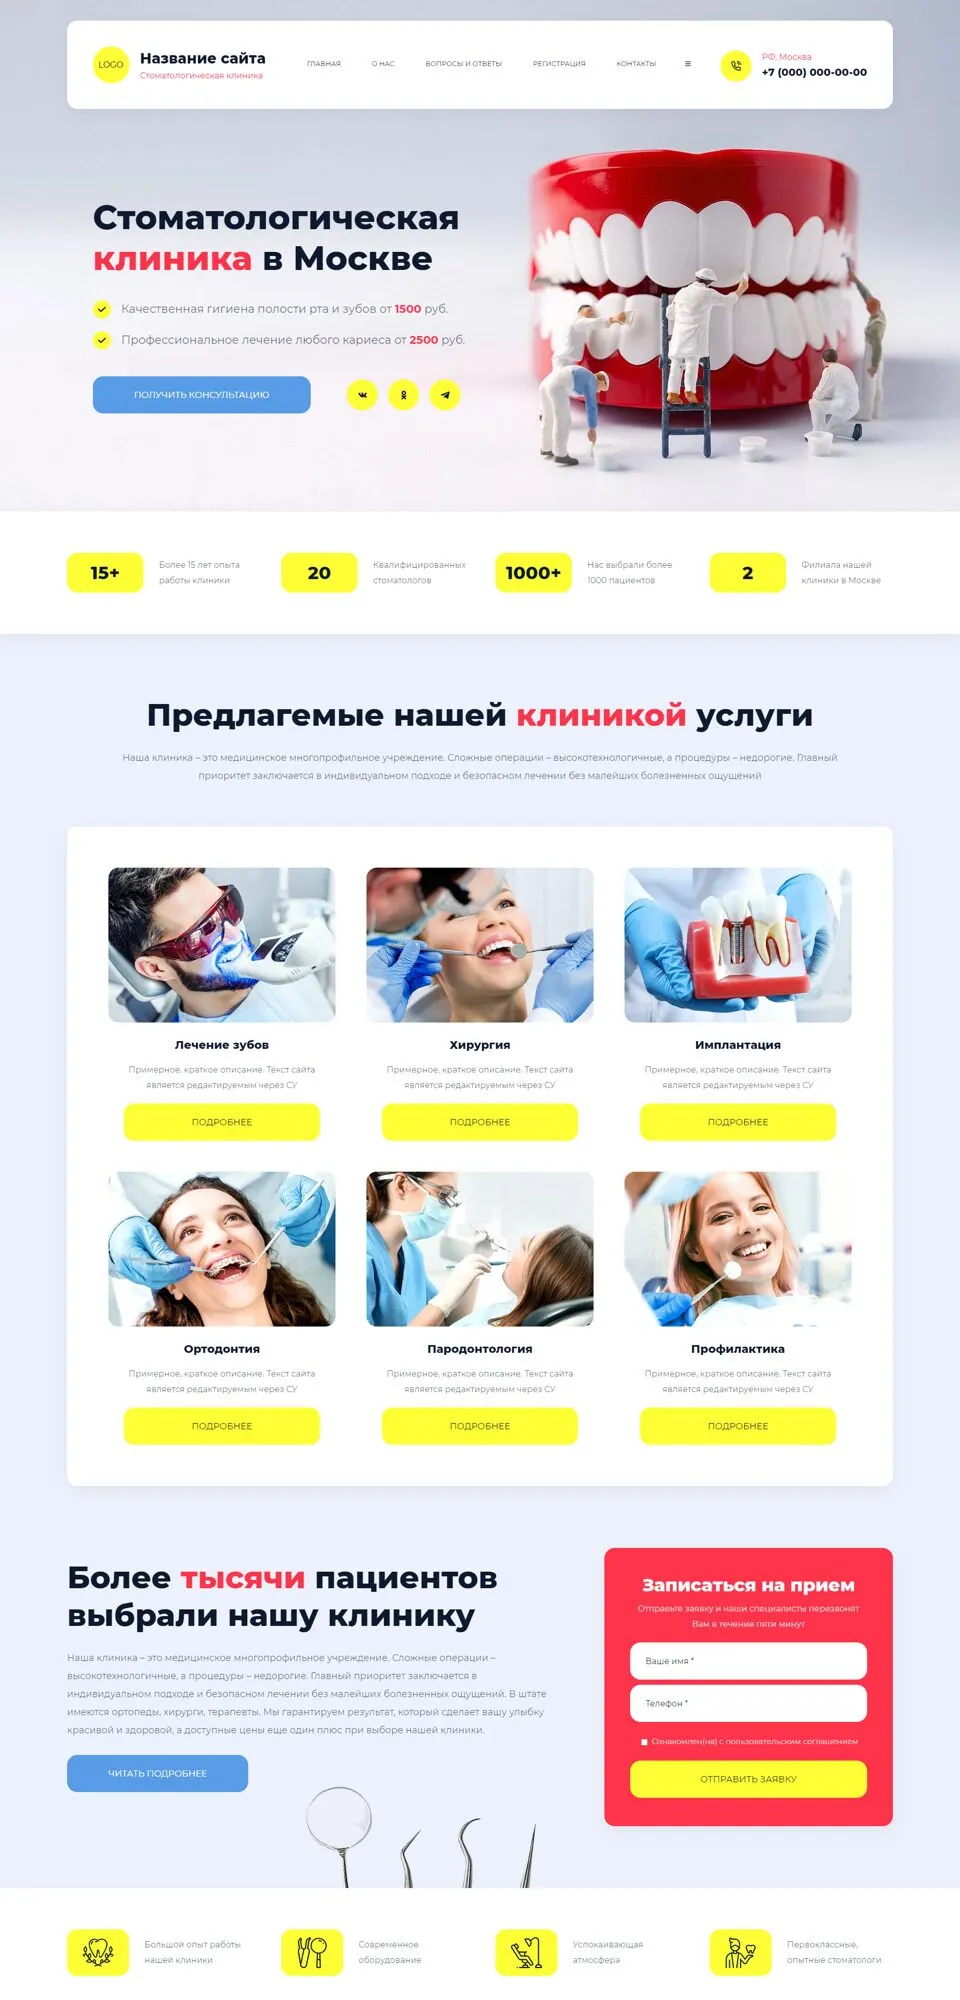 LOGO
Название сайта
Стоматологическая клиника
ГЛАВНАЯ
О НАС
ВОПРОСЫ И ОТВЕТЫ
РЕГИСТРАЦИЯ
КОНТАКТЫ
РФ, Москва
+7 (000) 000-00-00
Стоматологическая
клиника в Москве
Качественная гигиена полости рта и зубов от 1500 руб.
Профессиональное лечение любого кариеса от 2500 руб.
ПОЛУЧИТЬ КОНСУЛЬТАЦИЮ
15+
Более 15 лет опыта
работы клиники
20
Квалифицированных
стоматологов
1000+
Нас выбрали более
1000 пациентов
2
Филиала нашей
клиники в Москве
Предлагемые нашей клиникой услуги
Наша клиника – это медицинское многопрофильное учреждение. Сложные операции – высокотехнологичные, а процедуры – недорогие. Главный
приоритет заключается в индивидуальном подходе и безопасном лечении без малейших болезненных ощущений
Лечение зубов
Примерное, краткое описание. Текст сайта
является редактируемым через СУ
ПОДРОБНЕЕ
Хирургия
Примерное, краткое описание. Текст сайта
является редактируемым через СУ
ПОДРОБНЕЕ
Имплантация
Примерное, краткое описание. Текст сайта
является редактируемым через СУ
ПОДРОБНЕЕ
Ортодонтия
Примерное, краткое описание. Текст сайта
является редактируемым через СУ
ПОДРОБНЕЕ
Пародонтология
Примерное, краткое описание. Текст сайта
является редактируемым через СУ
ПОДРОБНЕЕ
Профилактика
Примерное, краткое описание. Текст сайта
является редактируемым через СУ
ПОДРОБНЕЕ
Более тысячи пациентов
выбрали нашу клинику
Наша клиника – это медицинское многопрофильное учреждение. Сложные операции –
высокотехнологичные, а процедуры – недорогие. Главный приоритет заключается в
индивидуальном подходе и безопасном лечении без малейших болезненных ощущений. В штате
имеются ортопеды, хирурги, терапевты. Мы гарантируем результат, который сделает вашу улыбку
красивой и здоровой, а доступные цены еще один плюс при выборе нашей клиники.
ЧИТАТЬ ПОДРОБНЕЕ
Записаться на прием
Отправьте заявку и наши специалисты перезвонят
Вам в течение пяти минут
Ваше имя *
Телефон *
Ознакомлен(на) с пользовательским соглашением
ОТПРАВИТЬ ЗАЯВКУ
Большой опыт работы
нашей клиники
Современное
оборудование
Успокаивающая
атмосфера
Первоклассные,
опытные стоматологи